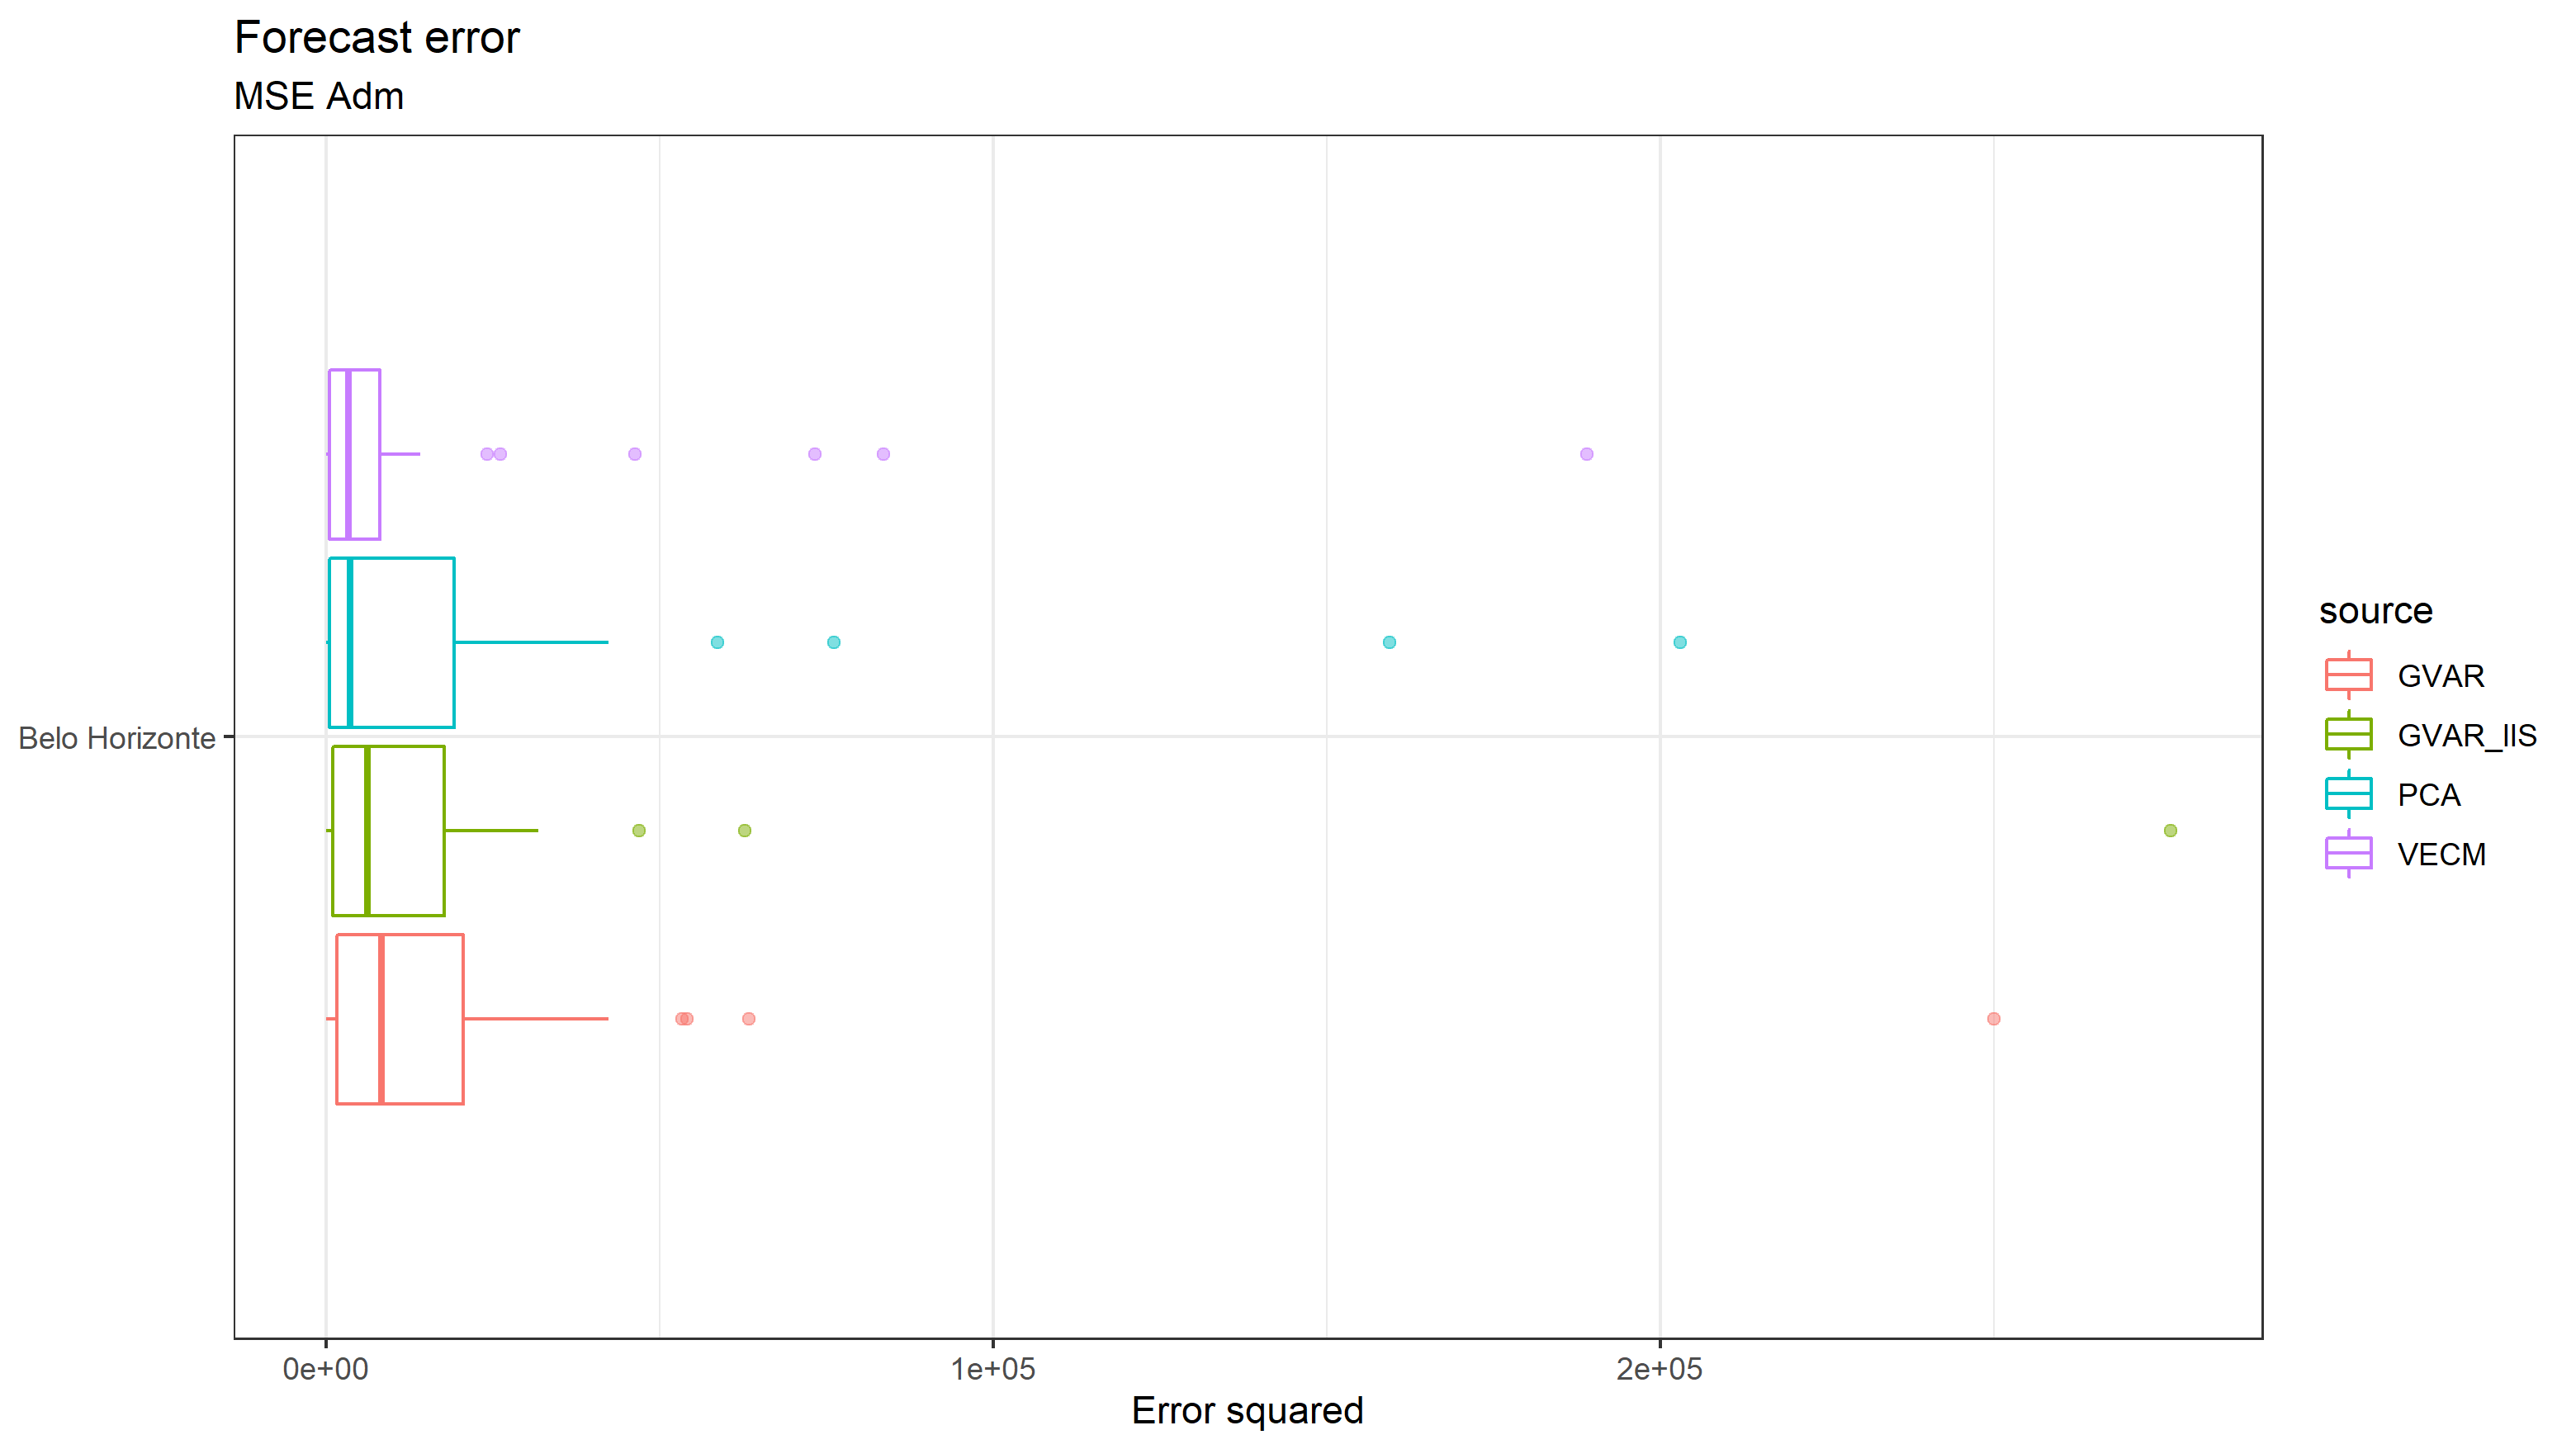 Forecast error
MSE Adm
Belo Horizonte
0e+00
1e+05
2e+05
Error squared
source
GVAR
GVAR_IIS
PCA
VECM